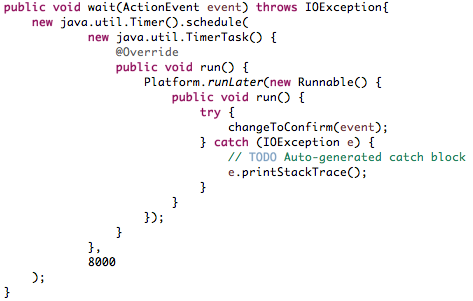 public void wait(ActionEvent event) throws IOException{
    new java.util.Timer().schedule(
            new java.util.TimerTask() {
                @Override
                public void run() {
                    Platform.runLater(new Runnable() {
                        public void run() {
                            try {
                                changeToConfirm(event);
                            } catch (IOException e) {
                                // TODO Auto-generated catch block
                                e.printStackTrace();
                            }
                        }
                    });
                }
            },
            8000
    );
}